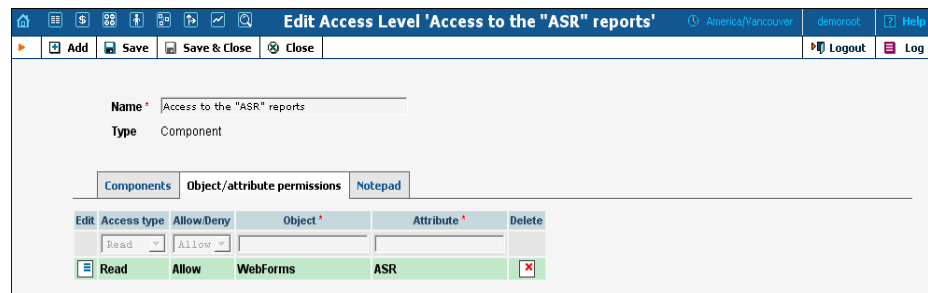 Edit Access Level 'Access to the "ASR" reports' America/Vancouver demoroot Help
Add Save Save & Close Close Logout Log
Name * Access to the "ASR" reports
Type Component
Components Object/attribute permissions Notepad
Edit Access type Allow/Deny Object * Attribute * Delete
Read Allow
Read Allow WebForms ASR